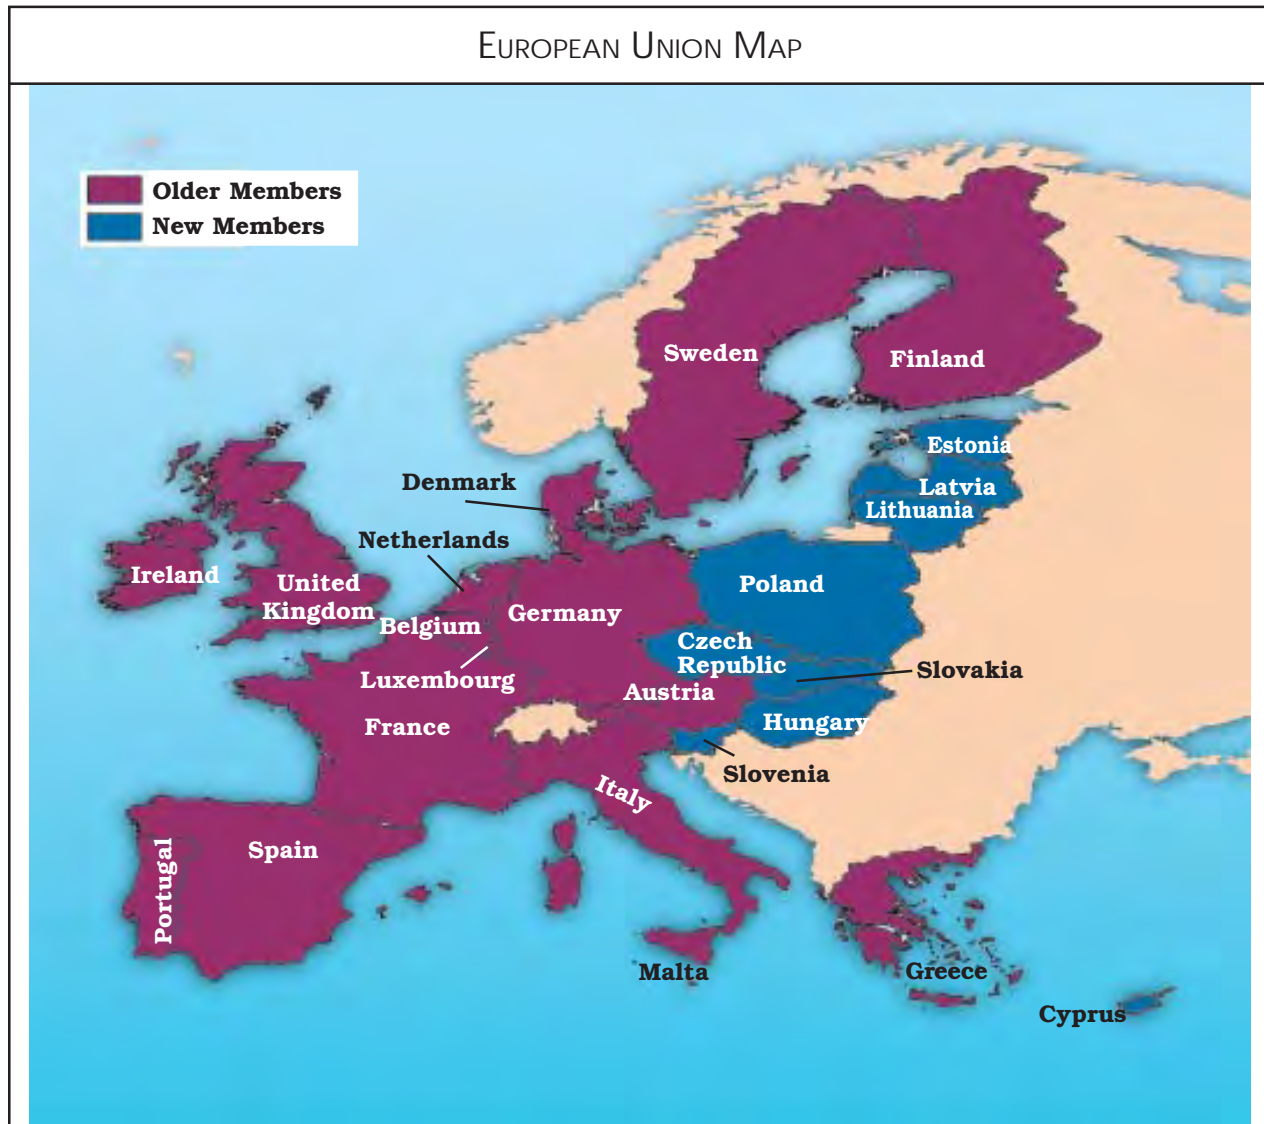 European Union Map
Older Members
New Members
Sweden
Finland
Estonia
Denmark
Latvia
Lithuania
Netherlands
Ireland
United
Kingdom
Poland
Germany
Belgium
Czech
Republic
Slovakia
Luxembourg
Austria
France
Hungary
Slovenia
Italy
Spain
Portugal
Malta
Greece
Cyprus